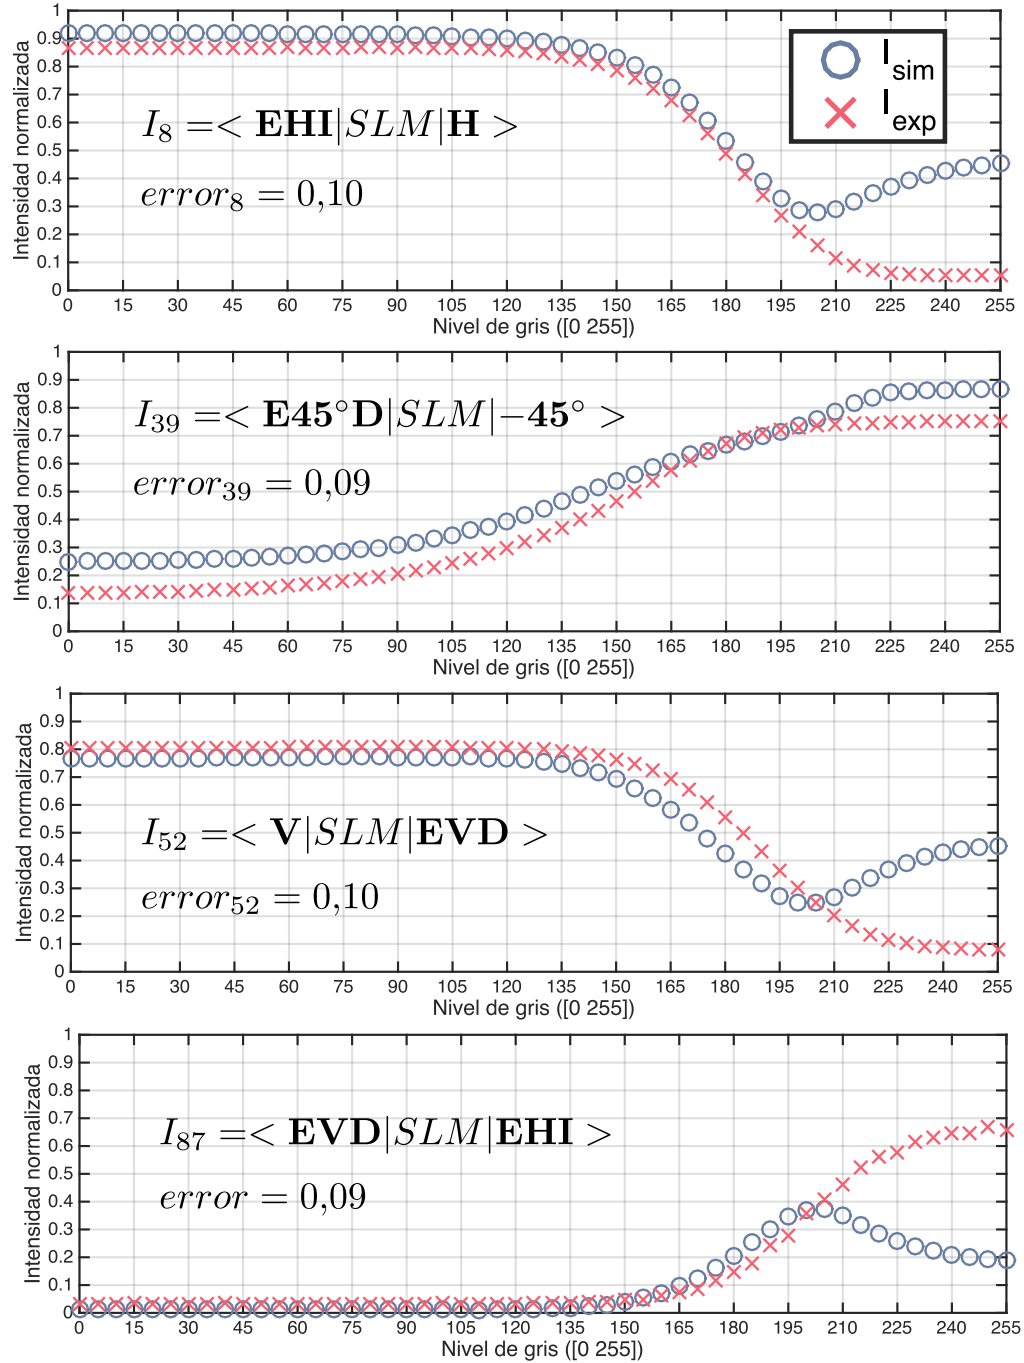 1
0.9
0.8
0.7
0.6
0.5
0.4
0.3
0.2
0.1
0
Intensidad normalizada
I_sim
I_exp
I_8 =< EHI|SLM|H >
error_8 = 0,10
0 15 30 45 60 75 90 105 120 135 150 165 180 195 210 225 240 255
Nivel de gris ([0 255])
1
0.9
0.8
0.7
0.6
0.5
0.4
0.3
0.2
0.1
0
Intensidad normalizada
I_39 =< E45°D|SLM|−45° >
error_39 = 0,09
0 15 30 45 60 75 90 105 120 135 150 165 180 195 210 225 240 255
Nivel de gris ([0 255])
1
0.9
0.8
0.7
0.6
0.5
0.4
0.3
0.2
0.1
0
Intensidad normalizada
I_52 =< V|SLM|EVD >
error_52 = 0,10
0 15 30 45 60 75 90 105 120 135 150 165 180 195 210 225 240 255
Nivel de gris ([0 255])
1
0.9
0.8
0.7
0.6
0.5
0.4
0.3
0.2
0.1
0
Intensidad normalizada
I_87 =< EVD|SLM|EHI >
error = 0,09
0 15 30 45 60 75 90 105 120 135 150 165 180 195 210 225 240 255
Nivel de gris ([0 255])